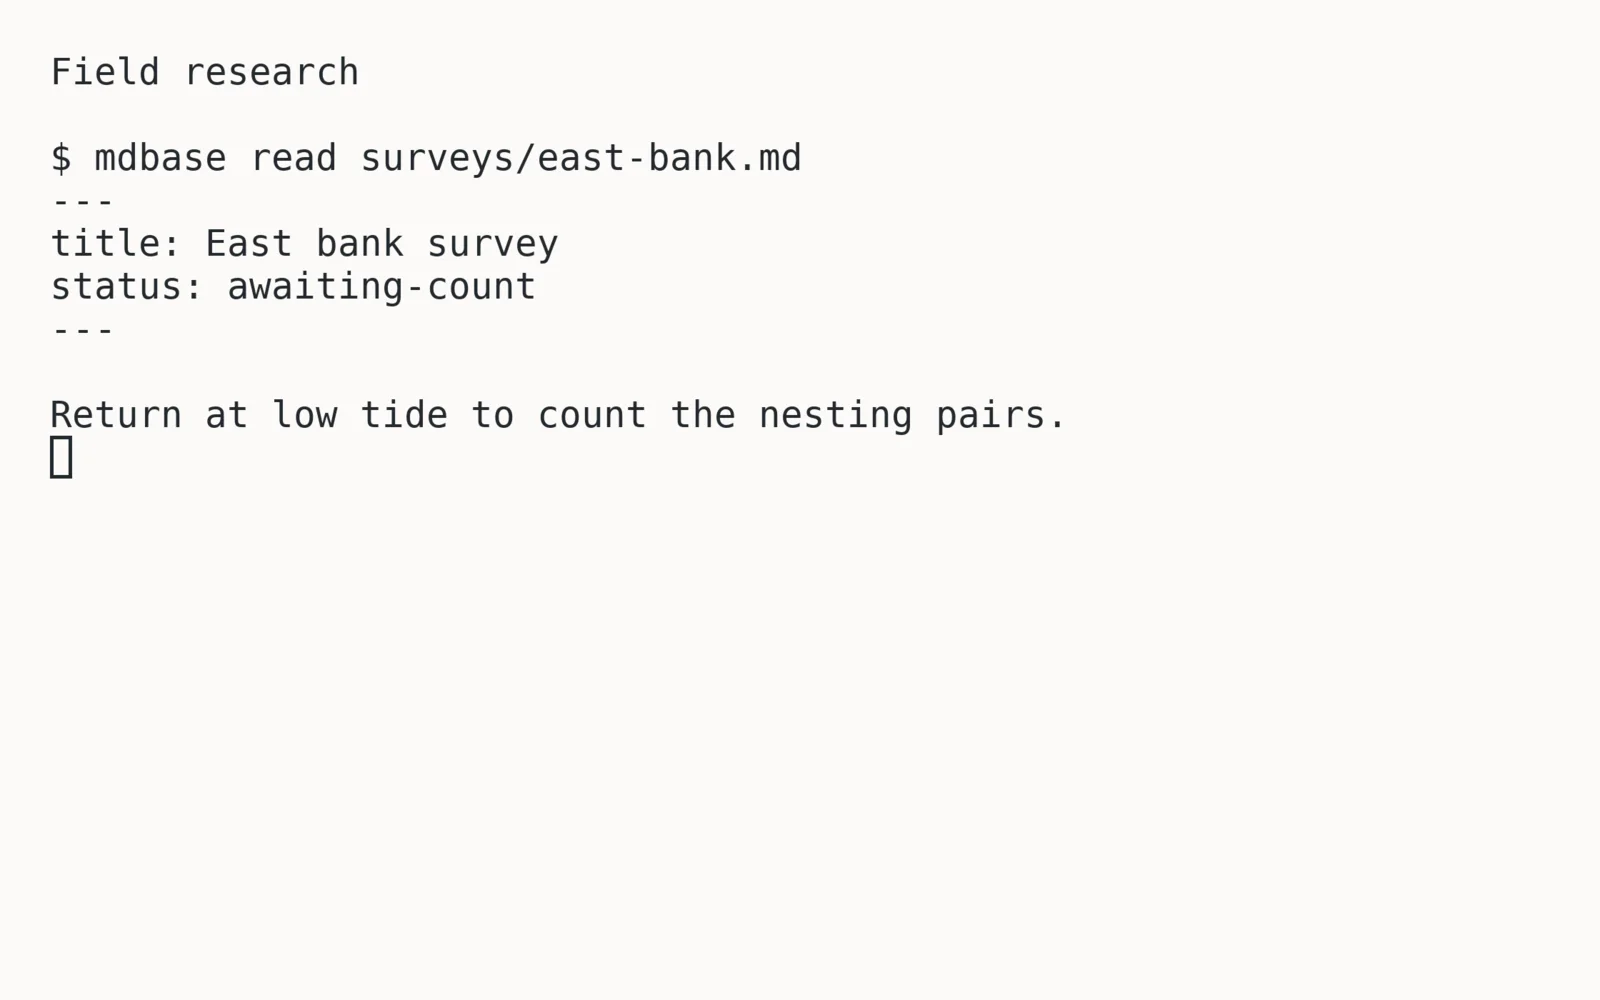 Field research
$ mdbase read surveys/east-bank.md
---
title: East bank survey
status: awaiting-count
---
Return at low tide to count the nesting pairs.